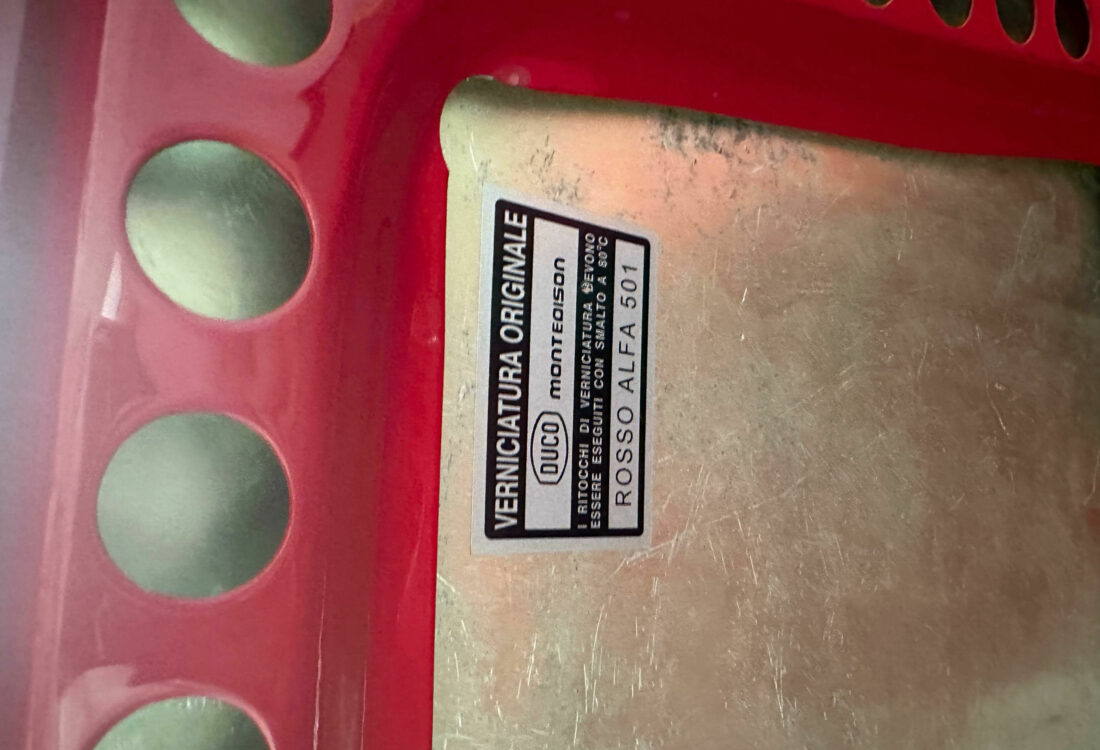 VERNICIATURA ORIGINALE
DUCO MONTEDISON
I RITOCCHI DI VERNICIATURA DEVONO
ESSERE ESEGUITI CON SMALTO A 80°C
ROSSO ALFA 501